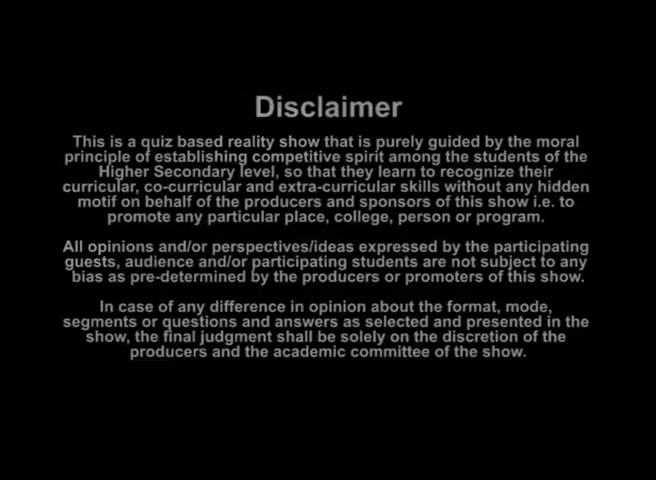 Disclaimer
This is a quiz based reality show that is purely guided by the moral
principle of establishing competitive spirit among the students of the
Higher Secondary level, so that they learn to recognize their
curricular, co-curricular and extra-curricular skills without any hidden
motif on behalf of the producers and sponsors of this show i.e. to
promote any particular place, college, person or program.
All opinions and/or perspectives/ideas expressed by the participating
guests, audience and/or participating students are not subject to any
bias as pre-determined by the producers or promoters of this show.
In case of any difference in opinion about the format, mode,
segments or questions and answers as selected and presented in the
show, the final judgment shall be solely on the discretion of the
producers and the academic committee of the show.